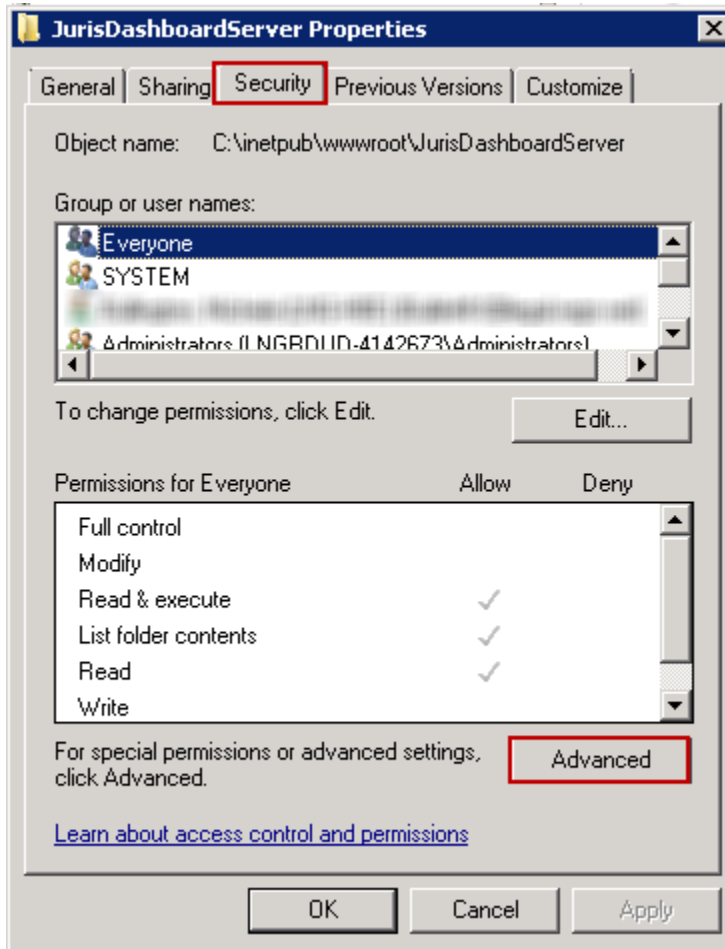 JurisDashboardServer Properties
General Sharing Security Previous Versions Customize
Object name: C:\inetpub\wwwroot\JurisDashboardServer
Group or user names:
Everyone
SYSTEM
Administrators (LNGRDUD-4142673\Administrators)
To change permissions, click Edit.
Edit...
Permissions for Everyone Allow Deny
Full control
Modify
Read & execute
List folder contents
Read
Write
For special permissions or advanced settings,
click Advanced.
Advanced
Learn about access control and permissions
OK Cancel Apply